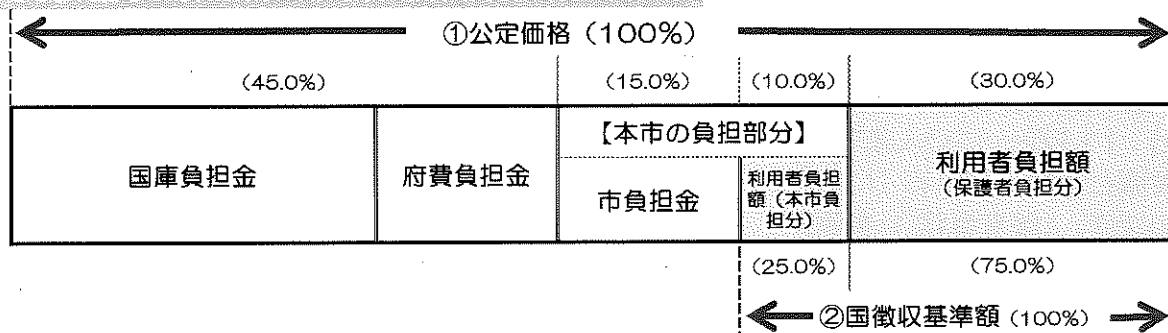 ①公定価格（100%）
（45.0%）
（15.0%）
（10.0%）
（30.0%）
国庫負担金
府費負担金
【本市の負担部分】
市負担金
利用者負担
額（本市負
担分）
利用者負担額
（保護者負担分）
（25.0%）
（75.0%）
②国徴収基準額（100%）